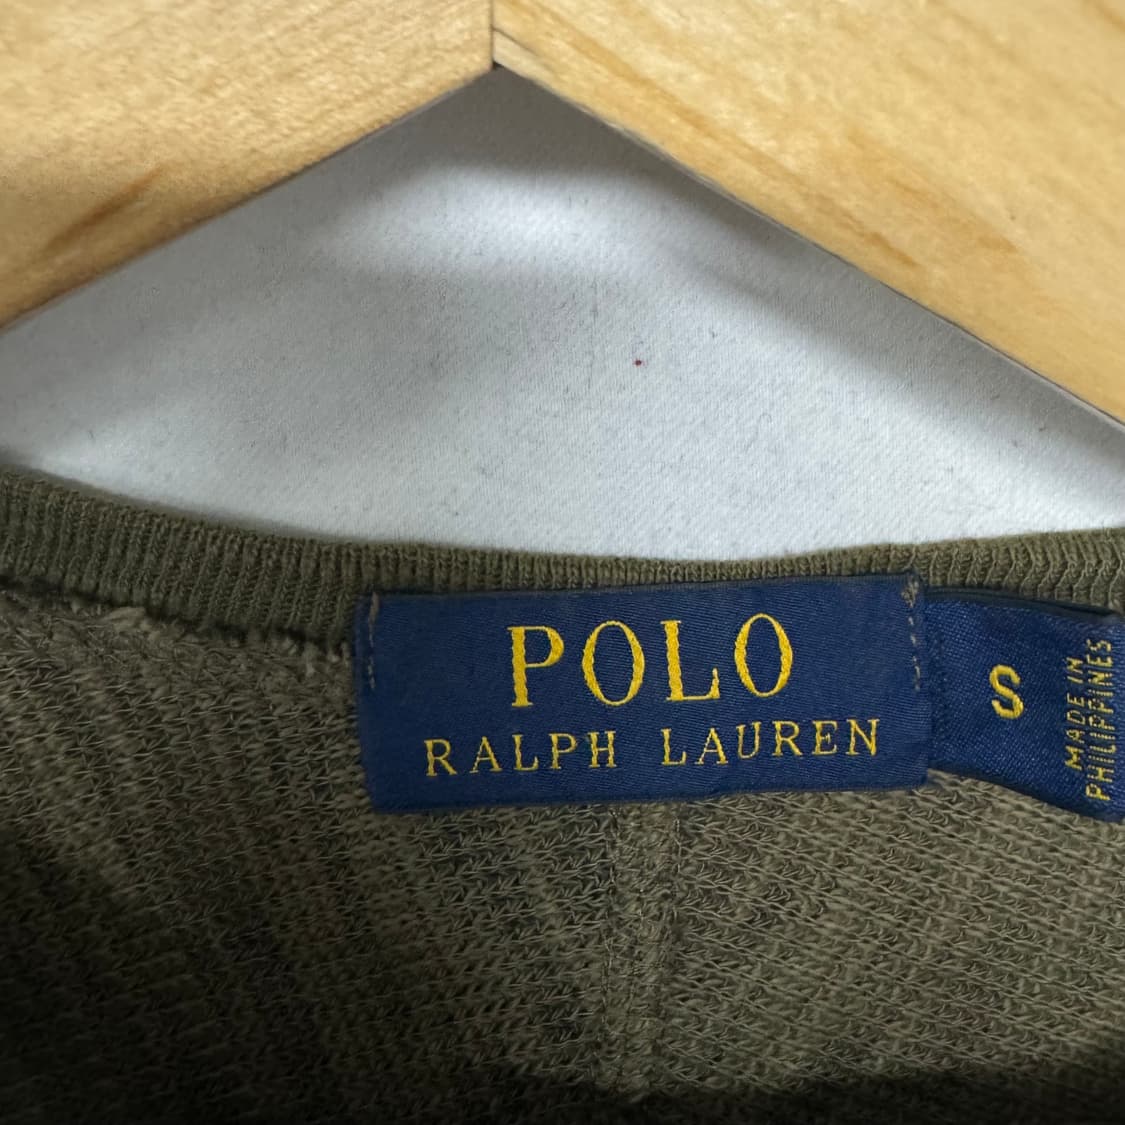 POLO
RALPH LAUREN
S
MADE IN
PHILIPPINES